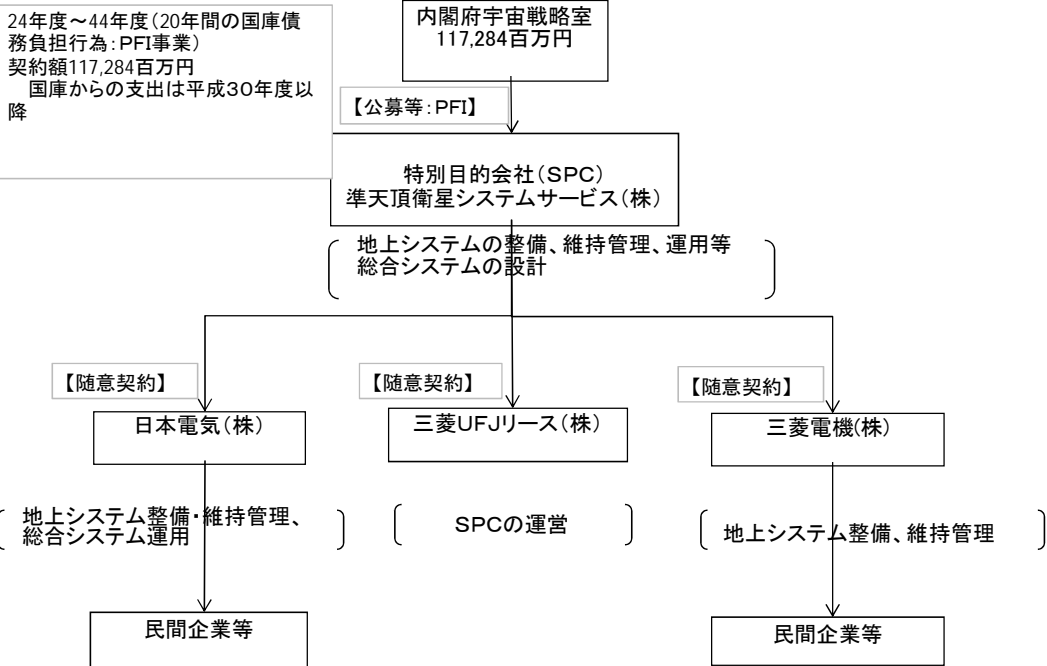 24年度～44年度（20年間の国庫債
務負担行為：PFI事業）
契約額117,284百万円
　国庫からの支出は平成３０年度以
降
内閣府宇宙戦略室
117,284百万円
【公募等：PFI】
特別目的会社（ＳＰＣ）
準天頂衛星システムサービス（株）
地上システムの整備、維持管理、運用等
総合システムの設計
【随意契約】
【随意契約】
【随意契約】
日本電気（株）
三菱UFJリース（株）
三菱電機(株)
地上システム整備・維持管理、
総合システム運用
SPCの運営
地上システム整備、維持管理
民間企業等
民間企業等